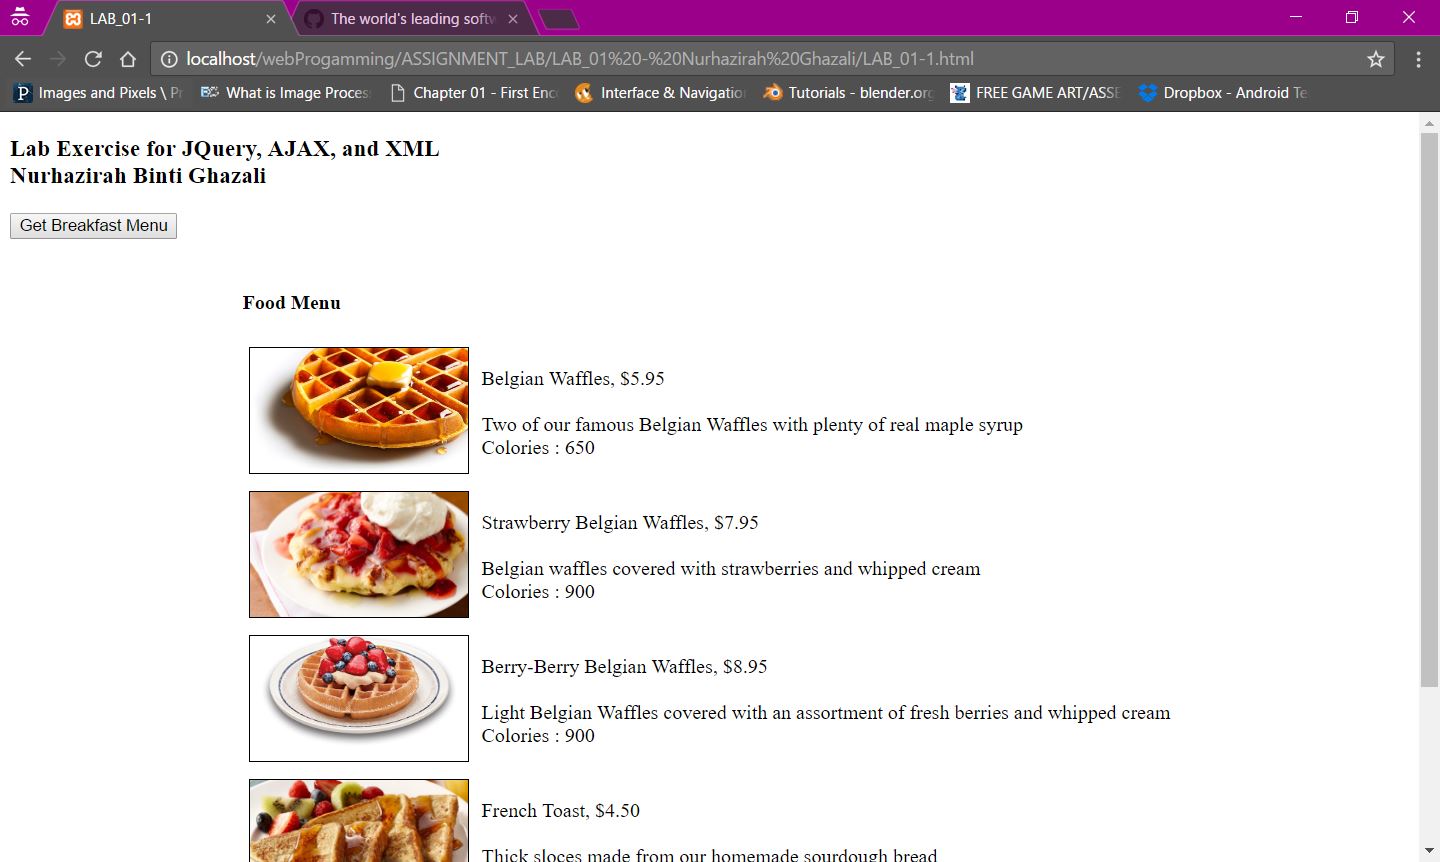 LAB_01-1
The world's leading softw
localhost/webProgamming/ASSIGNMENT_LAB/LAB_01%20-%20Nurhazirah%20Ghazali/LAB_01-1.html
Images and Pixels \ Pr
What is Image Proces
Chapter 01 - First Enc
Interface & Navigatio
Tutorials - blender.org
FREE GAME ART/ASSE
Dropbox - Android Te
Lab Exercise for JQuery, AJAX, and XML
Nurhazirah Binti Ghazali
Get Breakfast Menu
Food Menu
Belgian Waffles, $5.95
Two of our famous Belgian Waffles with plenty of real maple syrup
Colories : 650
Strawberry Belgian Waffles, $7.95
Belgian waffles covered with strawberries and whipped cream
Colories : 900
Berry-Berry Belgian Waffles, $8.95
Light Belgian Waffles covered with an assortment of fresh berries and whipped cream
Colories : 900
French Toast, $4.50
Thick sloces made from our homemade sourdough bread